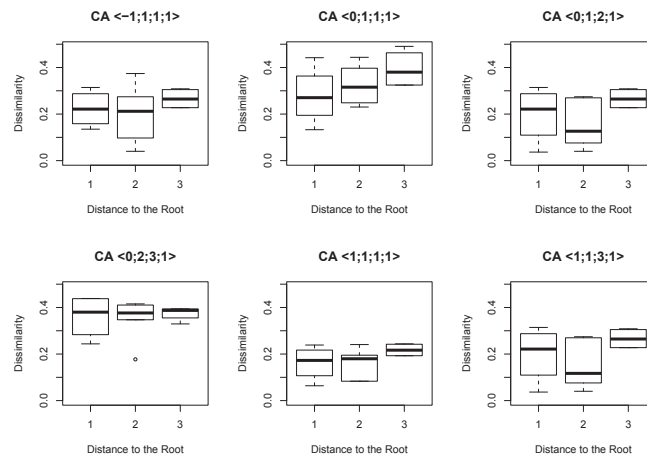 CA <−1;1;1;1>
Dissimilarity
0.0 0.2 0.4
1 2 3
Distance to the Root
CA <0;1;1;1>
Dissimilarity
0.0 0.2 0.4
1 2 3
Distance to the Root
CA <0;1;2;1>
Dissimilarity
0.0 0.2 0.4
1 2 3
Distance to the Root
CA <0;2;3;1>
Dissimilarity
0.0 0.2 0.4
1 2 3
Distance to the Root
CA <1;1;1;1>
Dissimilarity
0.0 0.2 0.4
1 2 3
Distance to the Root
CA <1;1;3;1>
Dissimilarity
0.0 0.2 0.4
1 2 3
Distance to the Root